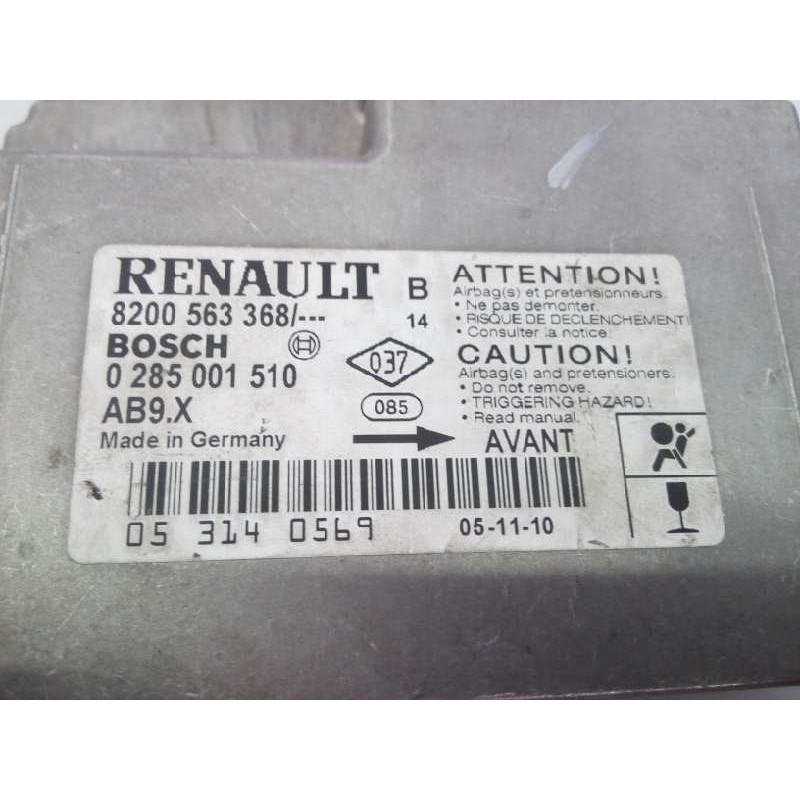 RENAULT B
8200 563 368/--- 14
BOSCH
0 285 001 510
AB9.X
Made in Germany
037
085
ATTENTION!
Airbag(s) et pretensionneurs.
• Ne pas demonter.
• RISQUE DE DECLENCHEMENT!
• Consulter la notice.
CAUTION!
Airbag(s) and pretensioners.
• Do not remove.
• TRIGGERING HAZARD!
• Read manual.
AVANT
05 3140 0569 05-11-10